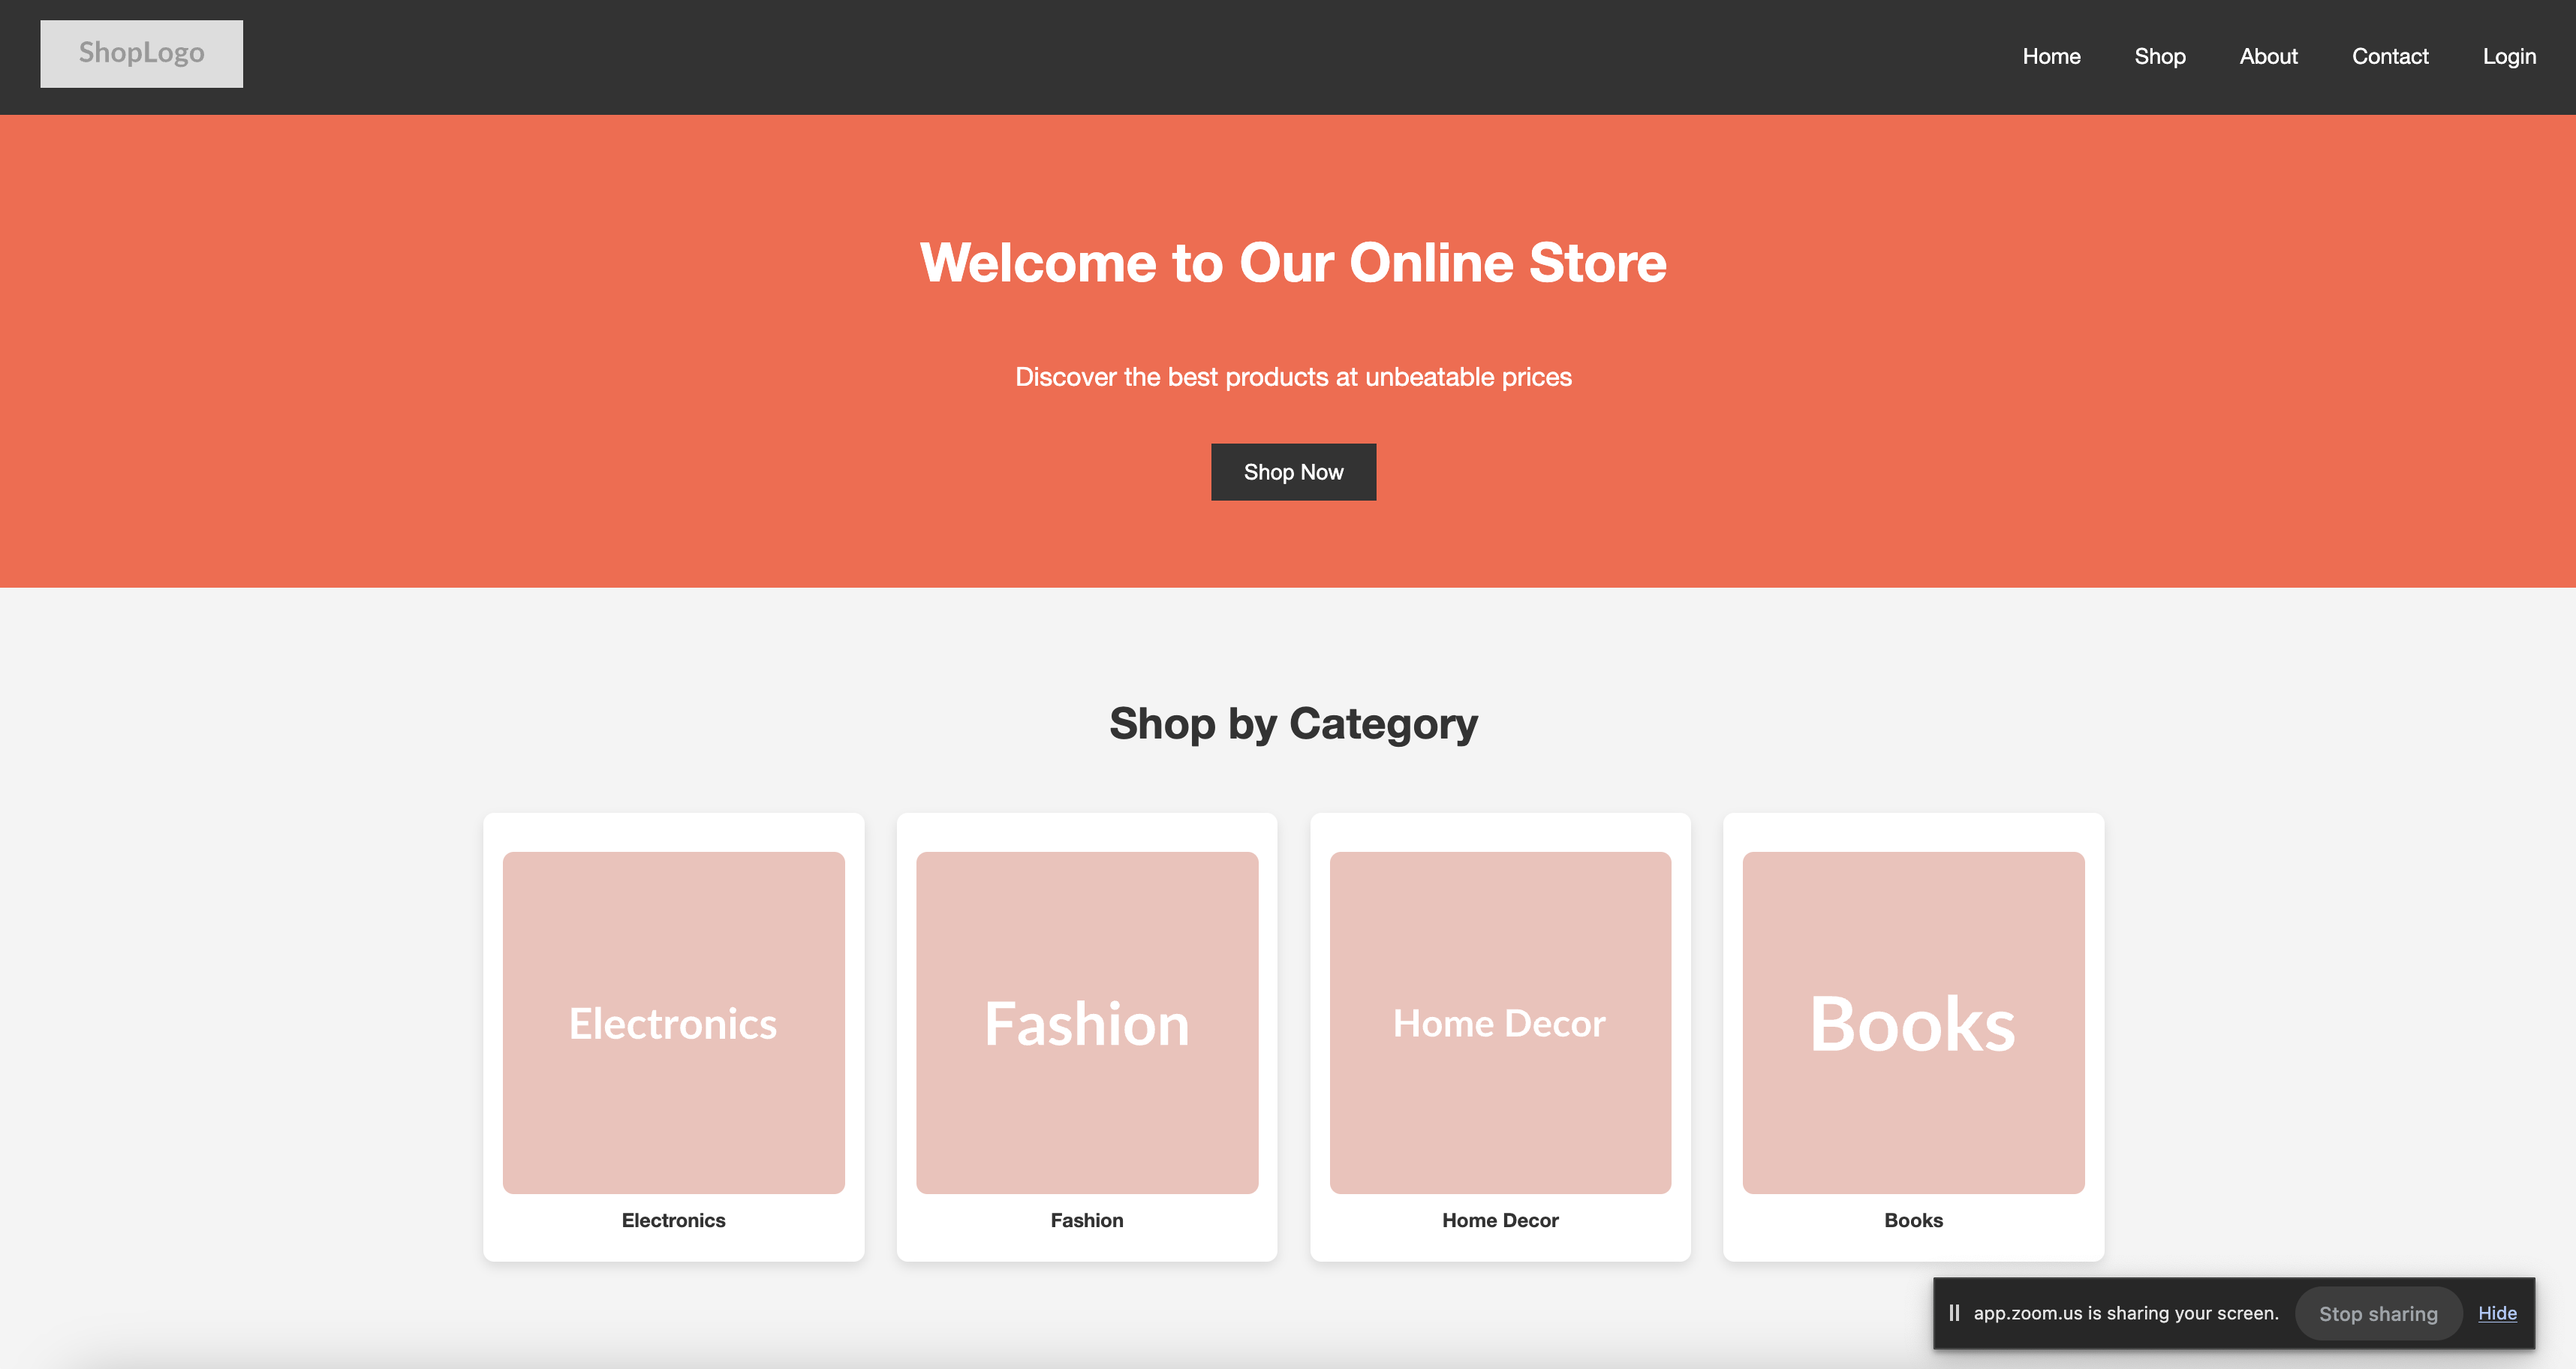 ShopLogo
Home Shop About Contact Login
Welcome to Our Online Store
Discover the best products at unbeatable prices
Shop Now
Shop by Category
Electronics Fashion Home Decor Books
Electronics Fashion Home Decor Books
app.zoom.us is sharing your screen. Stop sharing Hide